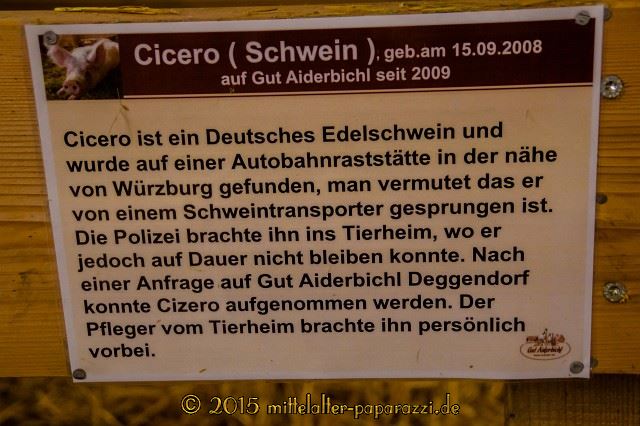 Cicero ( Schwein ), geb.am 15.09.2008
auf Gut Aiderbichl seit 2009
Cicero ist ein Deutsches Edelschwein und
wurde auf einer Autobahnraststätte in der nähe
von Würzburg gefunden, man vermutet das er
von einem Schweintransporter gesprungen ist.
Die Polizei brachte ihn ins Tierheim, wo er
jedoch auf Dauer nicht bleiben konnte. Nach
einer Anfrage auf Gut Aiderbichl Deggendorf
konnte Cizero aufgenommen werden. Der
Pfleger vom Tierheim brachte ihn persönlich
vorbei.
Gut Aiderbichl
© 2015 mittelalter-paparazzi.de